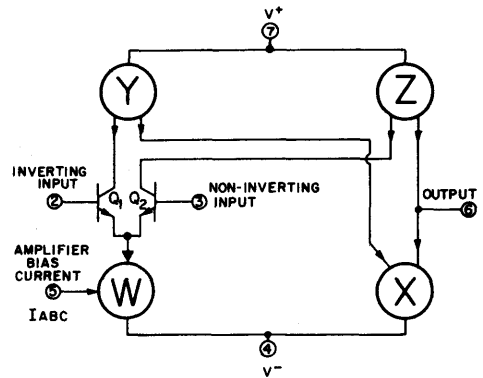 V+
7
Y
Z
INVERTING
INPUT
2
Q1 Q2
3
NON-INVERTING
INPUT
OUTPUT
6
AMPLIFIER
BIAS
CURRENT
5
IABC
W
X
4
V-